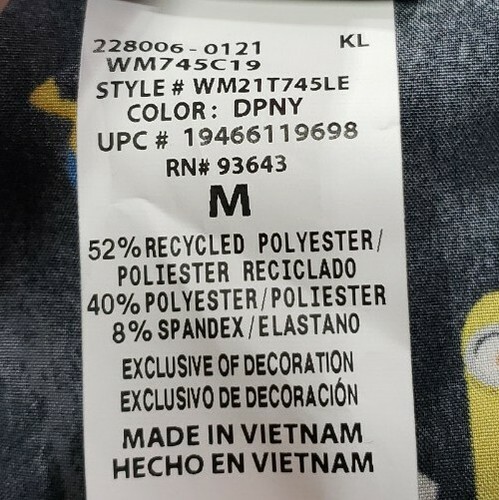 228006-0121 KL
WM745C19
STYLE # WM21T745LE
COLOR: DPNY
UPC # 19466119698
RN# 93643
M
52% RECYCLED POLYESTER/
POLIESTER RECICLADO
40% POLYESTER/POLIESTER
8% SPANDEX/ELASTANO
EXCLUSIVE OF DECORATION
EXCLUSIVO DE DECORACIÓN
MADE IN VIETNAM
HECHO EN VIETNAM